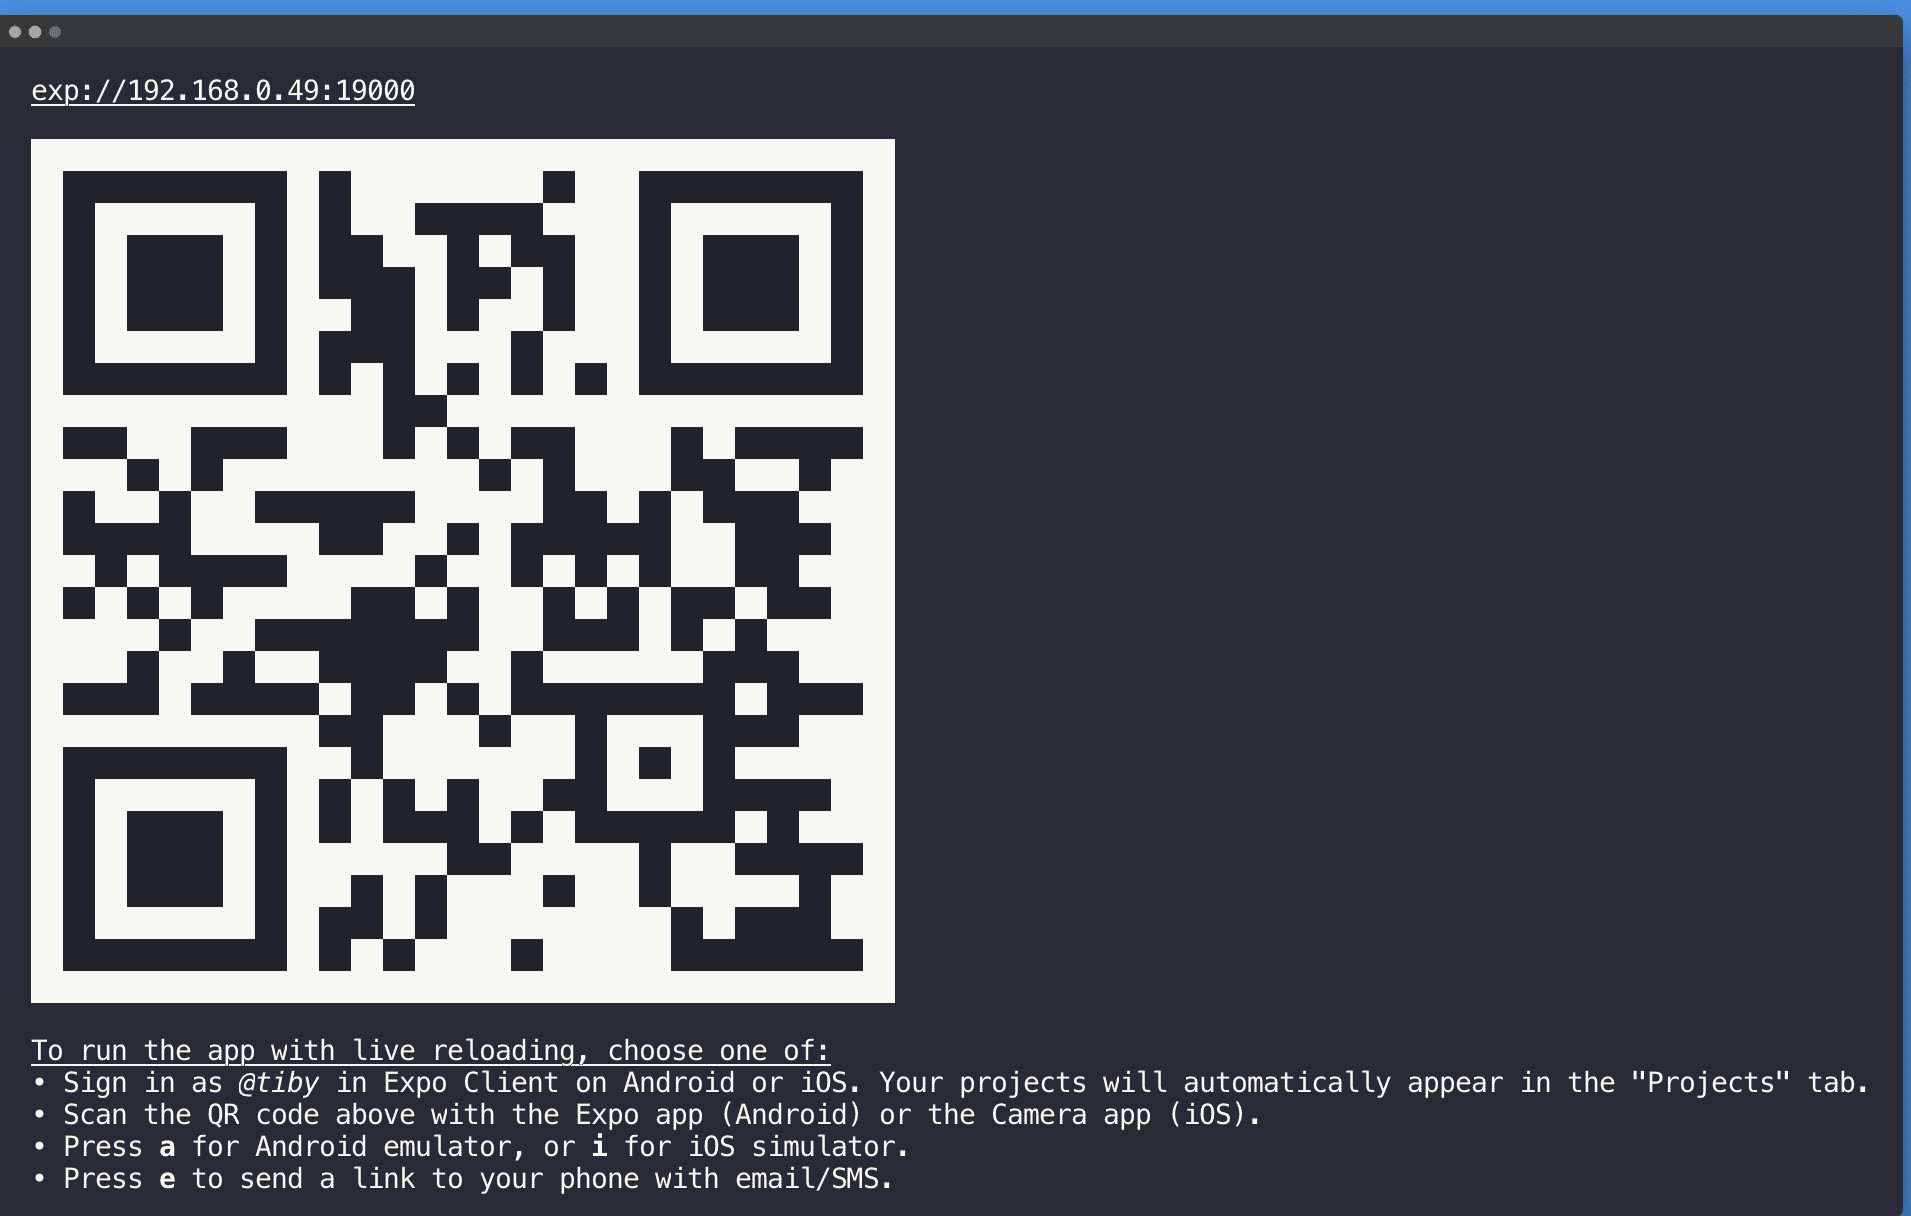 exp://192.168.0.49:19000
To run the app with live reloading, choose one of:
• Sign in as @tiby in Expo Client on Android or iOS. Your projects will automatically appear in the "Projects" tab.
• Scan the QR code above with the Expo app (Android) or the Camera app (iOS).
• Press a for Android emulator, or i for iOS simulator.
• Press e to send a link to your phone with email/SMS.